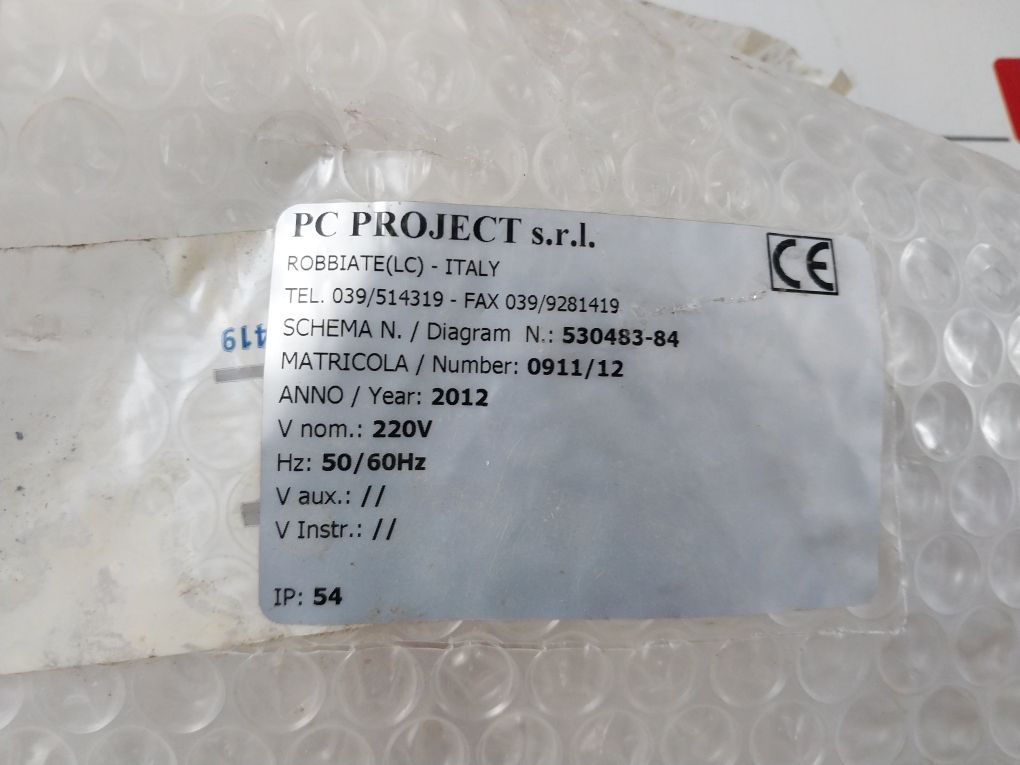 PC PROJECT s.r.l.
CE
ROBBIATE(LC) - ITALY
TEL. 039/514319 - FAX 039/9281419
SCHEMA N. / Diagram N.: 530483-84
MATRICOLA / Number: 0911/12
ANNO / Year: 2012
V nom.: 220V
Hz: 50/60Hz
V aux.: //
V Instr.: //
IP: 54
419